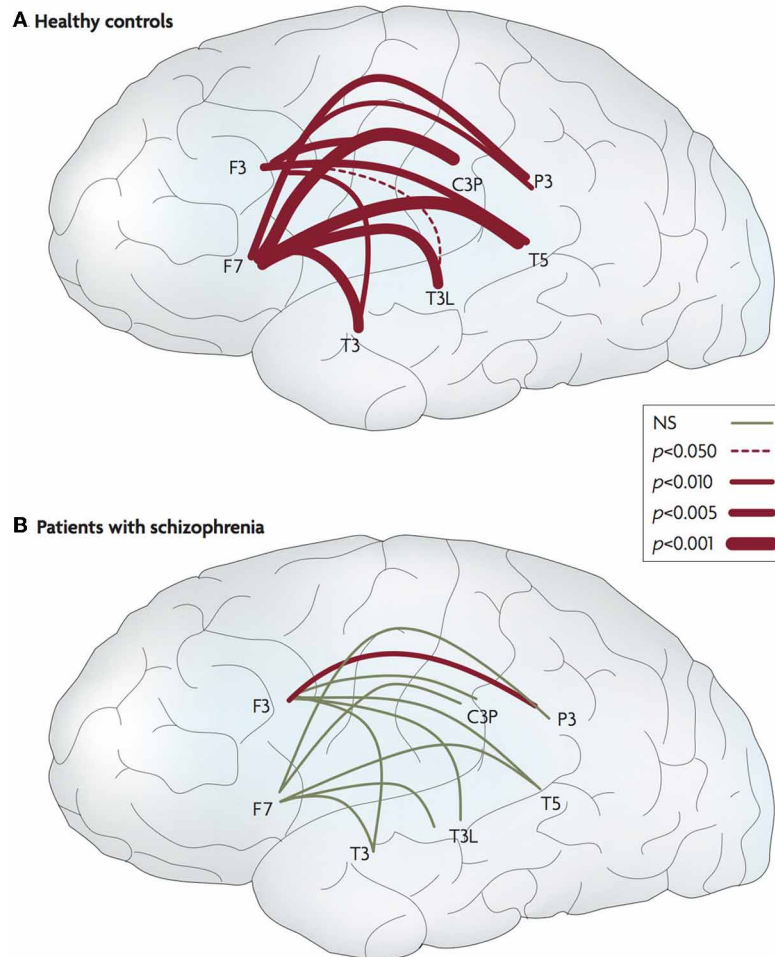 A Healthy controls
F3
C3P
P3
F7
T5
T3L
T3
NS
p<0.050
p<0.010
p<0.005
p<0.001
B Patients with schizophrenia
F3
C3P
P3
F7
T5
T3L
T3